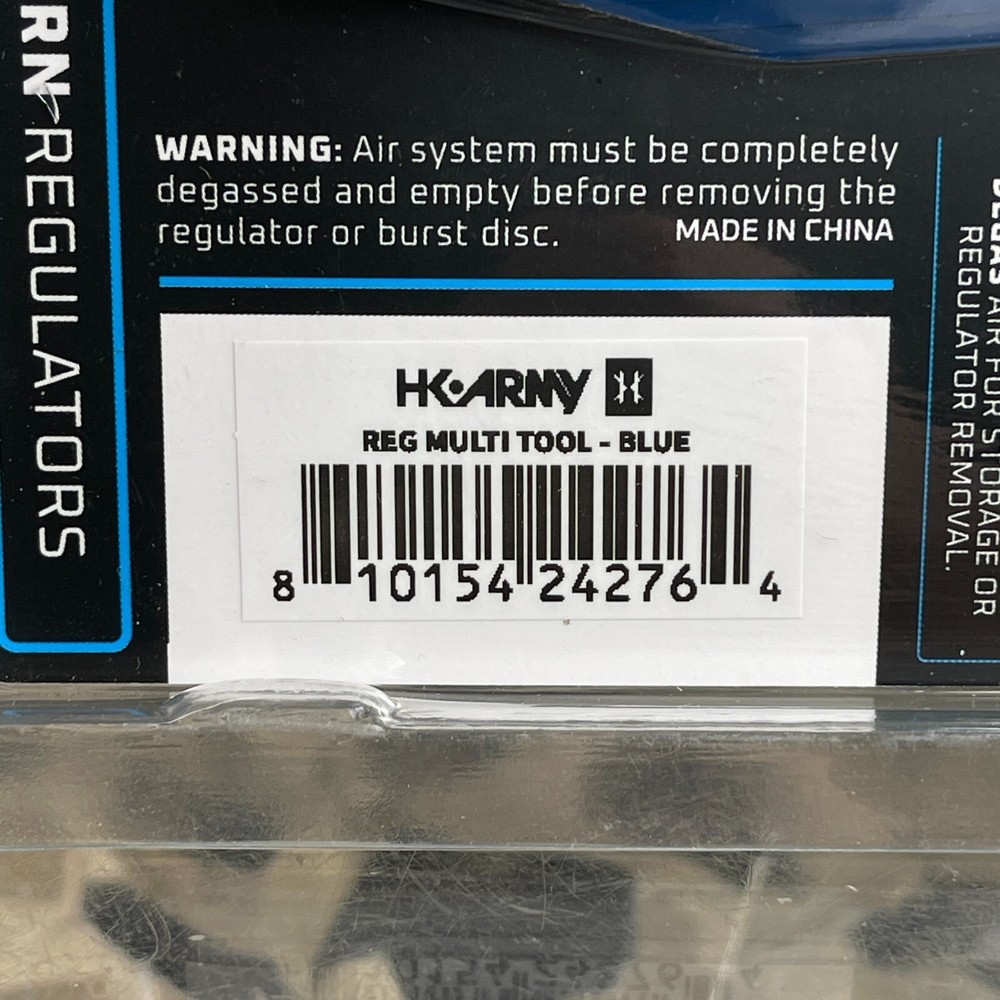 RN REGULATORS
WARNING: Air system must be completely
degassed and empty before removing the
regulator or burst disc.
MADE IN CHINA
HK ARMY
REG MULTI TOOL - BLUE
8 10154 24276 4
AIR FOR STORAGE OR
REGULATOR REMOVAL.